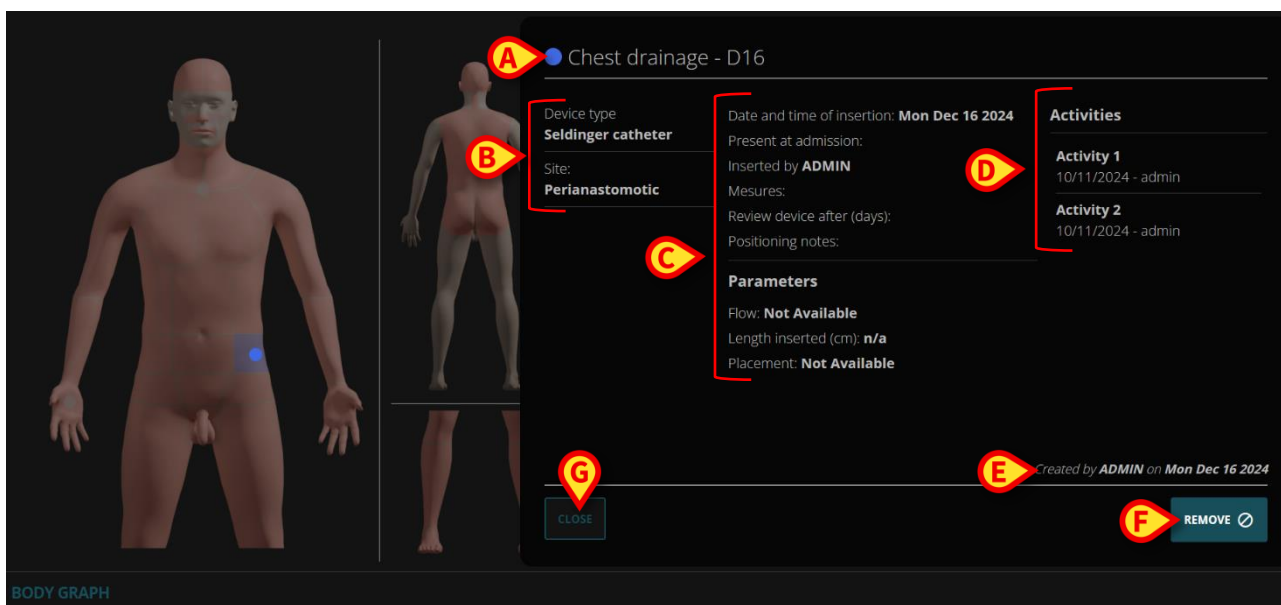 A
Chest drainage - D16
B
Device type
Seldinger catheter
Site:
Perianastomotic
C
Date and time of insertion: Mon Dec 16 2024
Present at admission:
Inserted by ADMIN
Mesures:
Review device after (days):
Positioning notes:
Parameters
Flow: Not Available
Length inserted (cm): n/a
Placement: Not Available
D
Activities
Activity 1
10/11/2024 - admin
Activity 2
10/11/2024 - admin
E
Created by ADMIN on Mon Dec 16 2024
G
CLOSE
F
REMOVE
BODY GRAPH